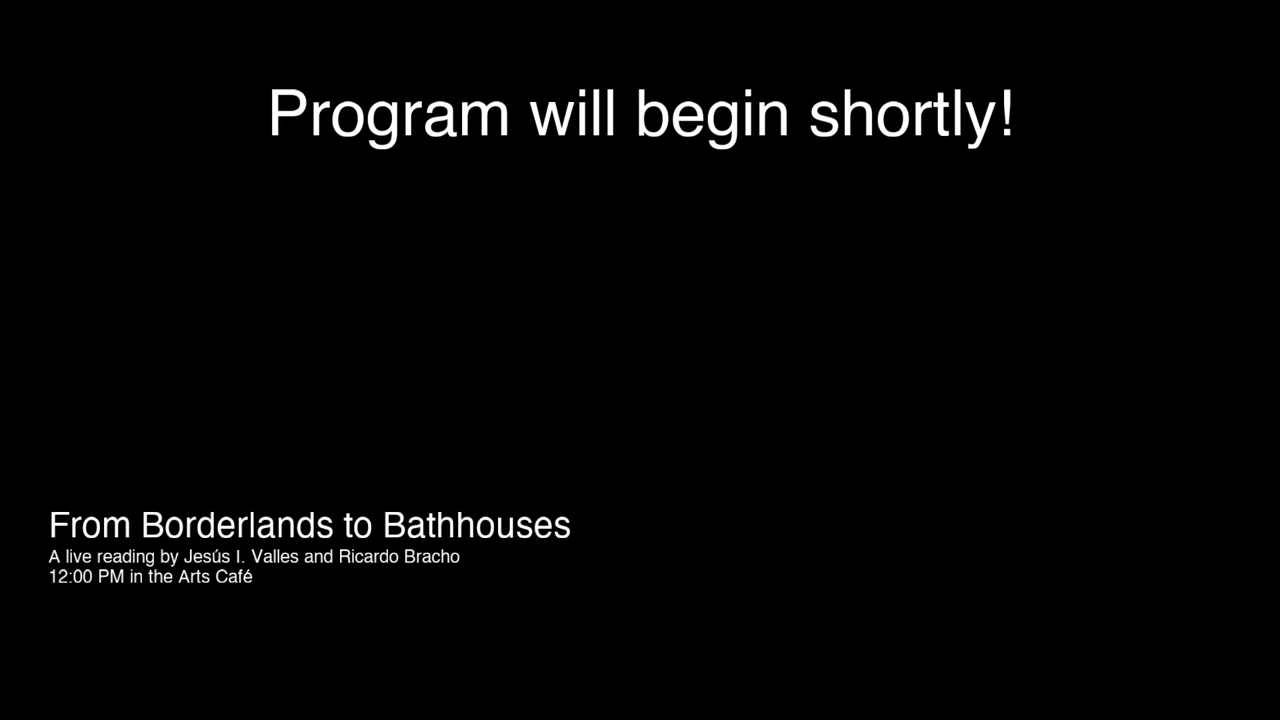 Program will begin shortly!
From Borderlands to Bathhouses
A live reading by Jesús I. Valles and Ricardo Bracho
12:00 PM in the Arts Café